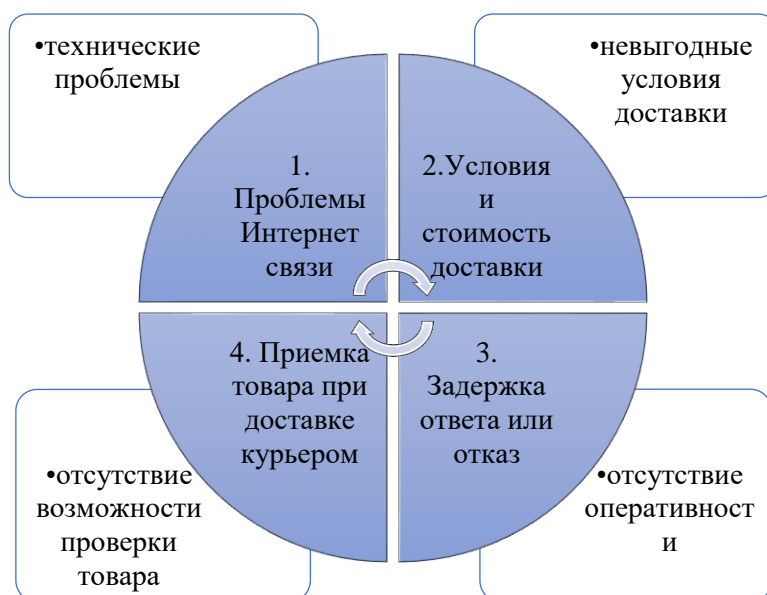 •технические
проблемы
•невыгодные
условия
доставки
1.
Проблемы
Интернет
связи
2.Условия
и
стоимость
доставки
4. Приемка
товара при
доставке
курьером
3.
Задержка
ответа или
отказ
•отсутствие
возможности
проверки
товара
•отсутствие
оперативност
и